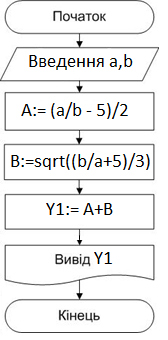 Початок
Введення a,b
A:= (a/b - 5)/2
B:=sqrt((b/a+5)/3)
Y1:= A+B
Вивід Y1
Кінець